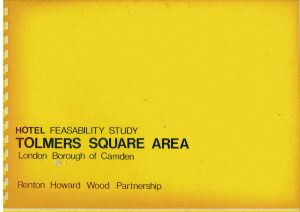 HOTEL FEASABILITY STUDY
TOLMERS SQUARE AREA
London Borough of Camden
Renton Howard Wood Partnership